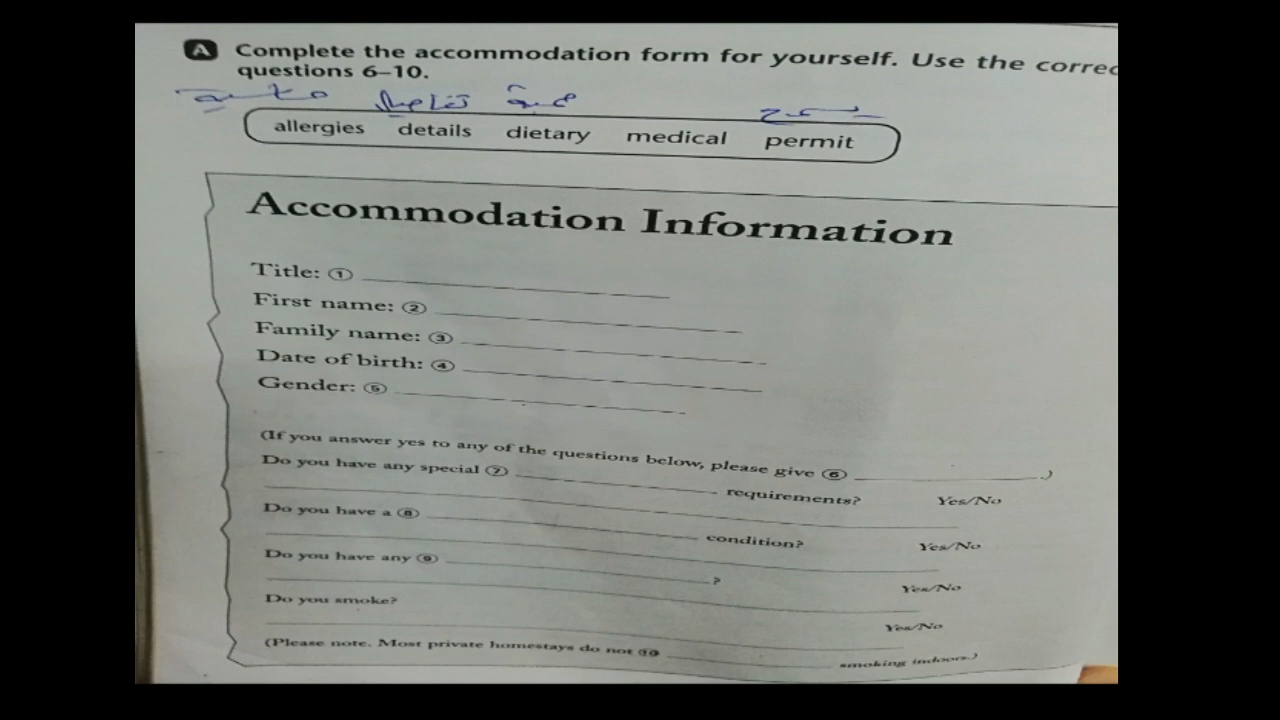 A Complete the accommodation form for yourself. Use the correc
questions 6–10.
حساسية تفاصيل حمية يسمح
allergies details dietary medical permit
Accommodation Information
Title: ①
First name: ②
Family name: ③
Date of birth: ④
Gender: ⑤
(If you answer yes to any of the questions below, please give ⑥ .)
Do you have any special ⑦ requirements? Yes/No
Do you have a ⑧ condition? Yes/No
Do you have any ⑨ ? Yes/No
Do you smoke? Yes/No
(Please note. Most private homestays do not ⑩ smoking indoors.)